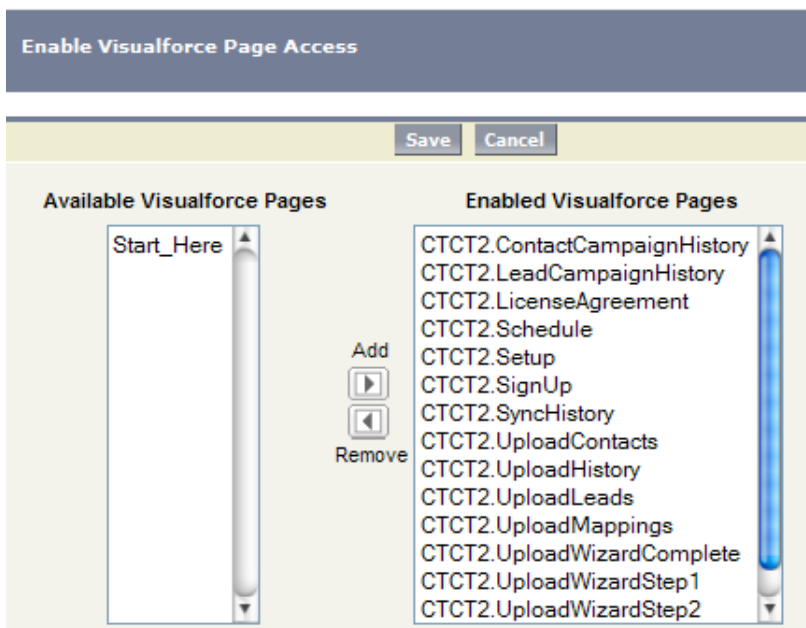 Enable Visualforce Page Access
Save Cancel
Available Visualforce Pages
Enabled Visualforce Pages
Start_Here
Add
Remove
CTCT2.ContactCampaignHistory
CTCT2.LeadCampaignHistory
CTCT2.LicenseAgreement
CTCT2.Schedule
CTCT2.Setup
CTCT2.SignUp
CTCT2.SyncHistory
CTCT2.UploadContacts
CTCT2.UploadHistory
CTCT2.UploadLeads
CTCT2.UploadMappings
CTCT2.UploadWizardComplete
CTCT2.UploadWizardStep1
CTCT2.UploadWizardStep2